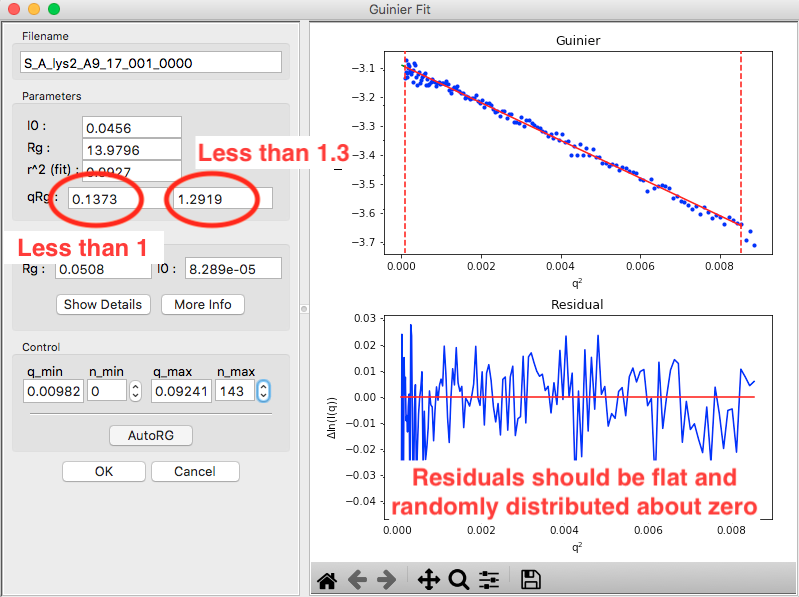 Guinier Fit
Filename
S_A_lys2_A9_17_001_0000
Parameters
I0 : 0.0456
Rg : 13.9796
r^2 (fit) :
qRg : 0.1373 1.2919
Less than 1.3
Less than 1
Rg : 0.0508 I0 : 8.289e-05
Show Details More Info
Control
q_min n_min q_max n_max
0.00982 0 0.09241 143
AutoRG
OK Cancel
Guinier
−3.1
−3.2
−3.3
−3.4
−3.5
−3.6
−3.7
0.000 0.002 0.004 0.006 0.008
q²
Residual
Δln(I(q))
0.03
0.02
0.01
0.00
−0.01
−0.02
−0.03
−0.04
Residuals should be flat and
randomly distributed about zero
0.000 0.002 0.004 0.006 0.008
q²